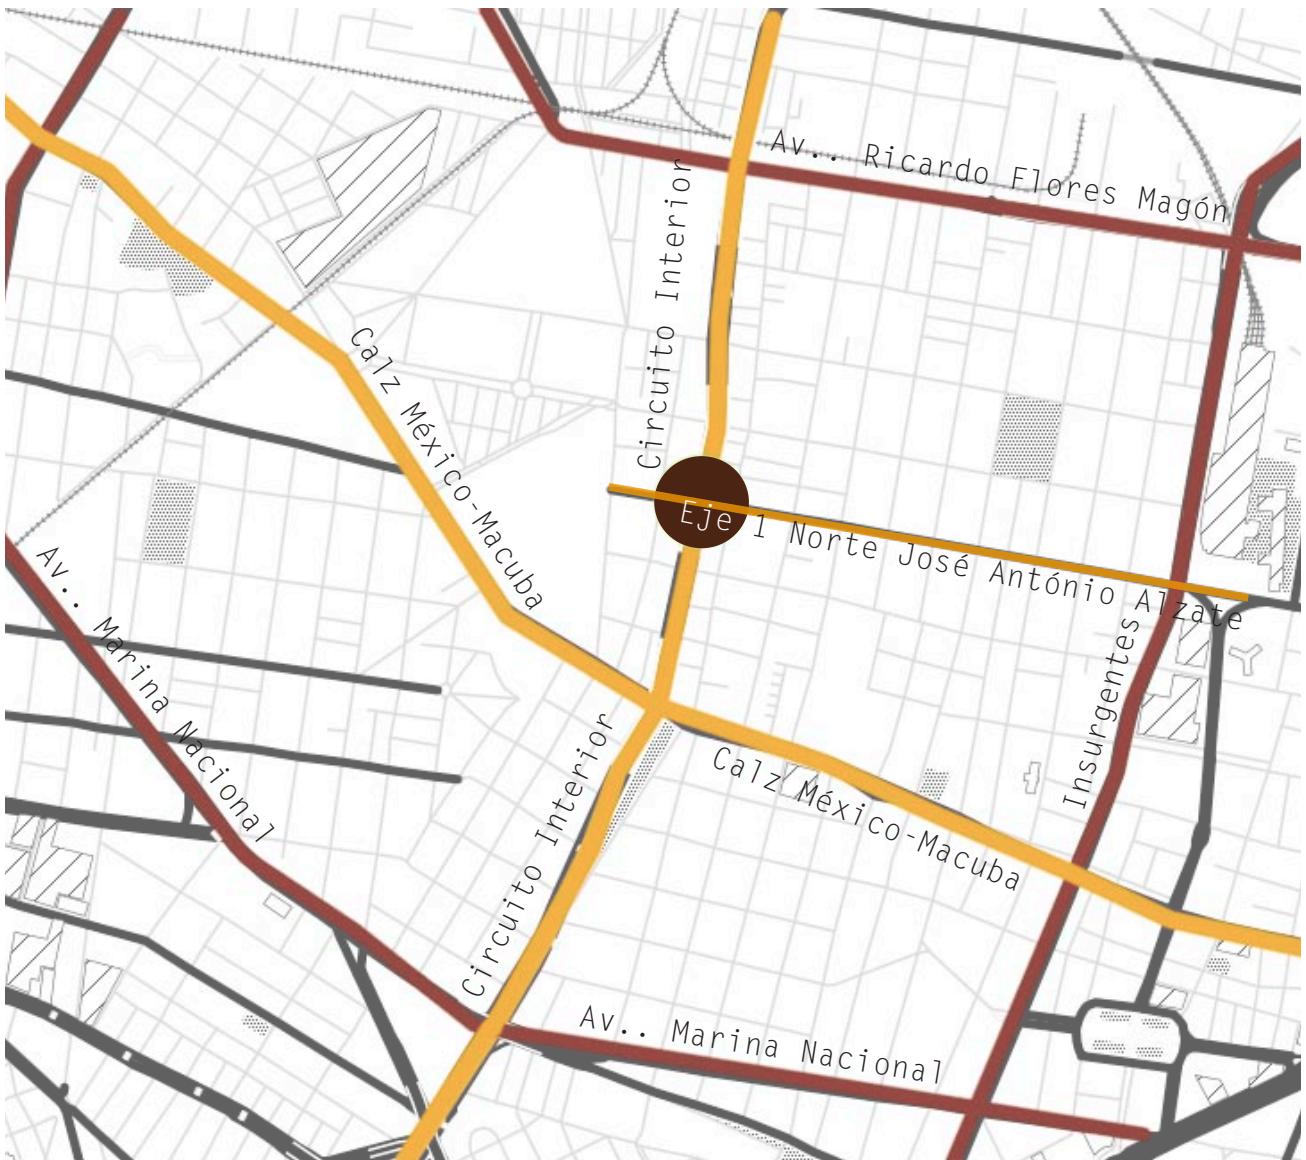 Av.. Ricardo Flores Magón
Circuito Interior
Calz México-Macuba
Eje 1 Norte José António Alzate
Av.. Marina Nacional
Insurgentes
Circuito Interior
Calz México-Macuba
Av.. Marina Nacional